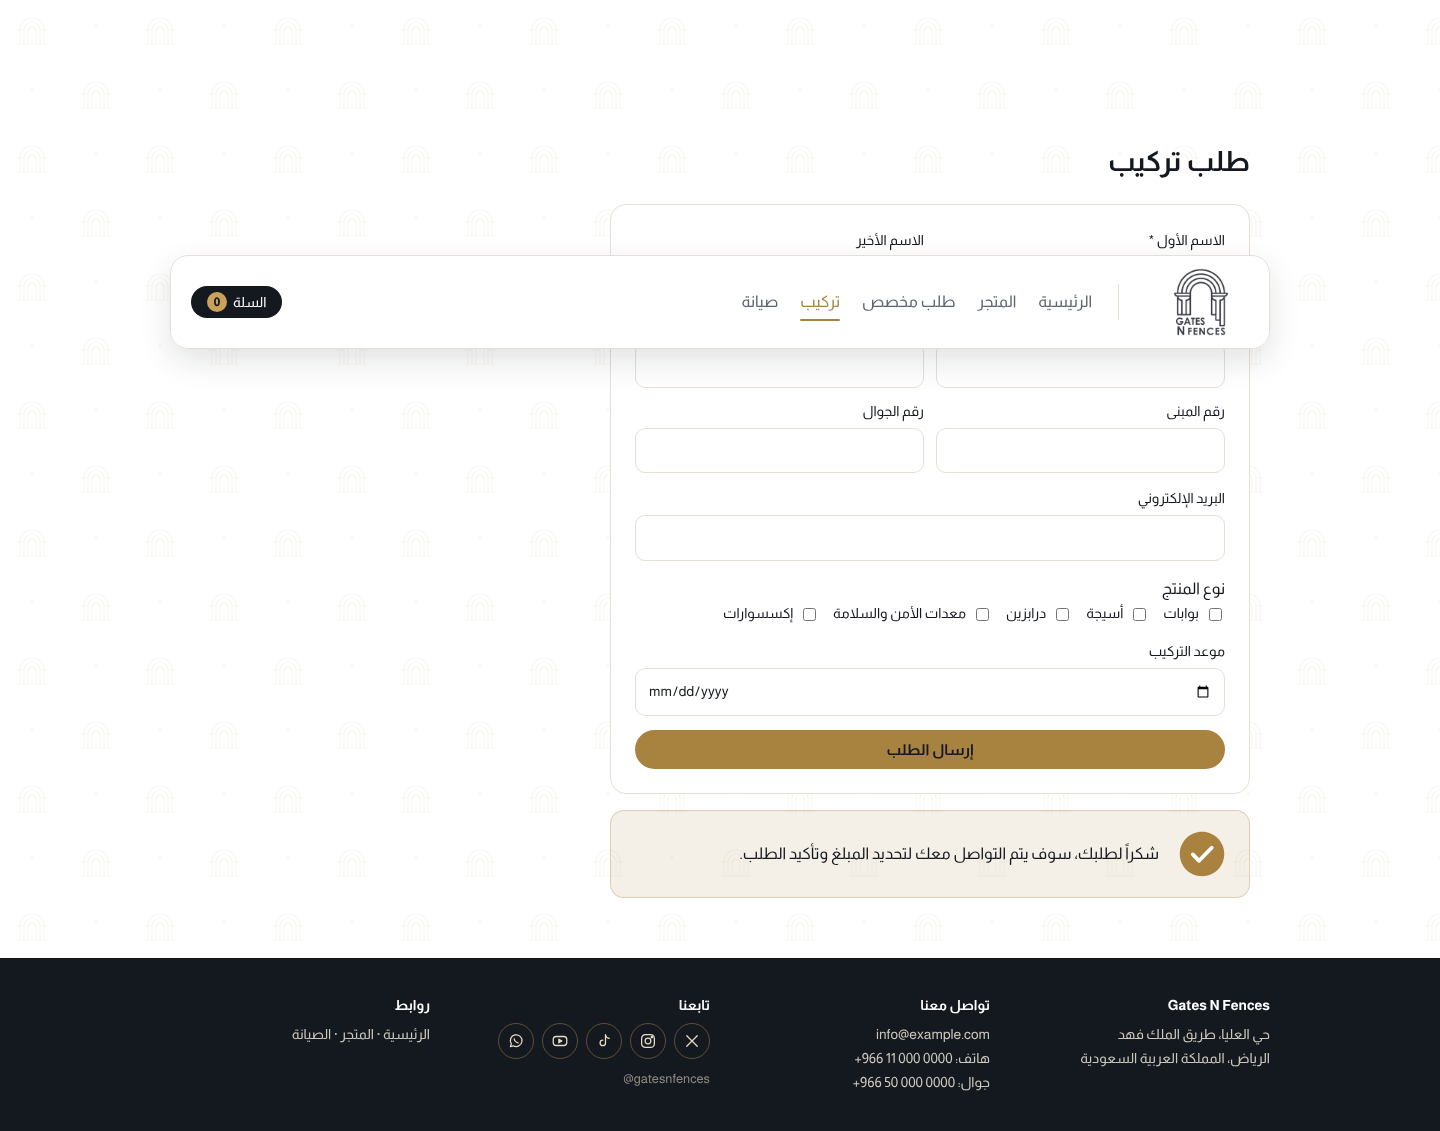 طلب تركيب
الاسم الأول *
الاسم الأخير
GATES
N FENCES
الرئيسية
المتجر
طلب مخصص
تركيب
صيانة
السلة 0
رقم المبنى
رقم الجوال
البريد الإلكتروني
نوع المنتج
بوابات
أسيجة
درابزين
معدات الأمن والسلامة
إكسسوارات
موعد التركيب
mm/dd/yyyy
إرسال الطلب
شكراً لطلبك، سوف يتم التواصل معك لتحديد المبلغ وتأكيد الطلب.
Gates N Fences
حي العليا، طريق الملك فهد
الرياض، المملكة العربية السعودية
تواصل معنا
info@example.com
هاتف: 0000 000 11 966+
جوال: 0000 000 50 966+
تابعنا
@gatesnfences
روابط
الرئيسية · المتجر · الصيانة